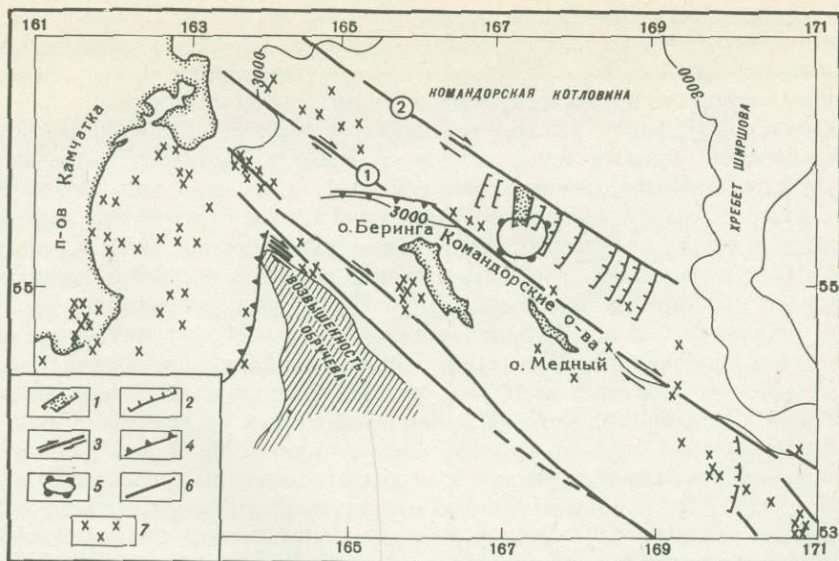 161 163 165 167 169 171
3000
2
КОМАНДОРСКАЯ КОТЛОВИНА
3000
ХРЕБЕТ ШИРШОВА
п-ов Камчатка
1
3000
о.Беринга
Командорские о-ва
55
55
ВОЗВЫШЕННОСТЬ ОБРУЧЕВА
о. Медный
1
2
3
4
5
6
7
53
165 167 169 171